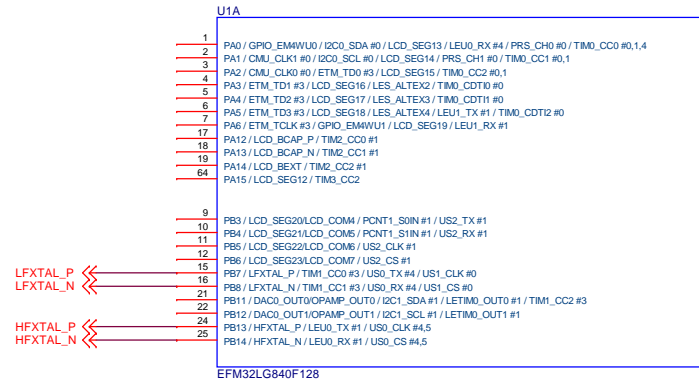 U1A
1 PA0 / GPIO_EM4WU0 / I2C0_SDA #0 / LCD_SEG13 / LEU0_RX #4 / PRS_CH0 #0 / TIM0_CC0 #0,1,4
2 PA1 / CMU_CLK1 #0 / I2C0_SCL #0 / LCD_SEG14 / PRS_CH1 #0 / TIM0_CC1 #0,1
3 PA2 / CMU_CLK0 #0 / ETM_TD0 #3 / LCD_SEG15 / TIM0_CC2 #0,1
4 PA3 / ETM_TD1 #3 / LCD_SEG16 / LES_ALTEX2 / TIM0_CDTI0 #0
5 PA4 / ETM_TD2 #3 / LCD_SEG17 / LES_ALTEX3 / TIM0_CDTI1 #0
6 PA5 / ETM_TD3 #3 / LCD_SEG18 / LES_ALTEX4 / LEU1_TX #1 / TIM0_CDTI2 #0
7 PA6 / ETM_TCLK #3 / GPIO_EM4WU1 / LCD_SEG19 / LEU1_RX #1
17 PA12 / LCD_BCAP_P / TIM2_CC0 #1
18 PA13 / LCD_BCAP_N / TIM2_CC1 #1
19 PA14 / LCD_BEXT / TIM2_CC2 #1
64 PA15 / LCD_SEG12 / TIM3_CC2
9 PB3 / LCD_SEG20/LCD_COM4 / PCNT1_S0IN #1 / US2_TX #1
10 PB4 / LCD_SEG21/LCD_COM5 / PCNT1_S1IN #1 / US2_RX #1
11 PB5 / LCD_SEG22/LCD_COM6 / US2_CLK #1
12 PB6 / LCD_SEG23/LCD_COM7 / US2_CS #1
LFXTAL_P 15 PB7 / LFXTAL_P / TIM1_CC0 #3 / US0_TX #4 / US1_CLK #0
LFXTAL_N 16 PB8 / LFXTAL_N / TIM1_CC1 #3 / US0_RX #4 / US1_CS #0
21 PB11 / DAC0_OUT0/OPAMP_OUT0 / I2C1_SDA #1 / LETIM0_OUT0 #1 / TIM1_CC2 #3
22 PB12 / DAC0_OUT1/OPAMP_OUT1 / I2C1_SCL #1 / LETIM0_OUT1 #1
HFXTAL_P 24 PB13 / HFXTAL_P / LEU0_TX #1 / US0_CLK #4,5
HFXTAL_N 25 PB14 / HFXTAL_N / LEU0_RX #1 / US0_CS #4,5
EFM32LG840F128